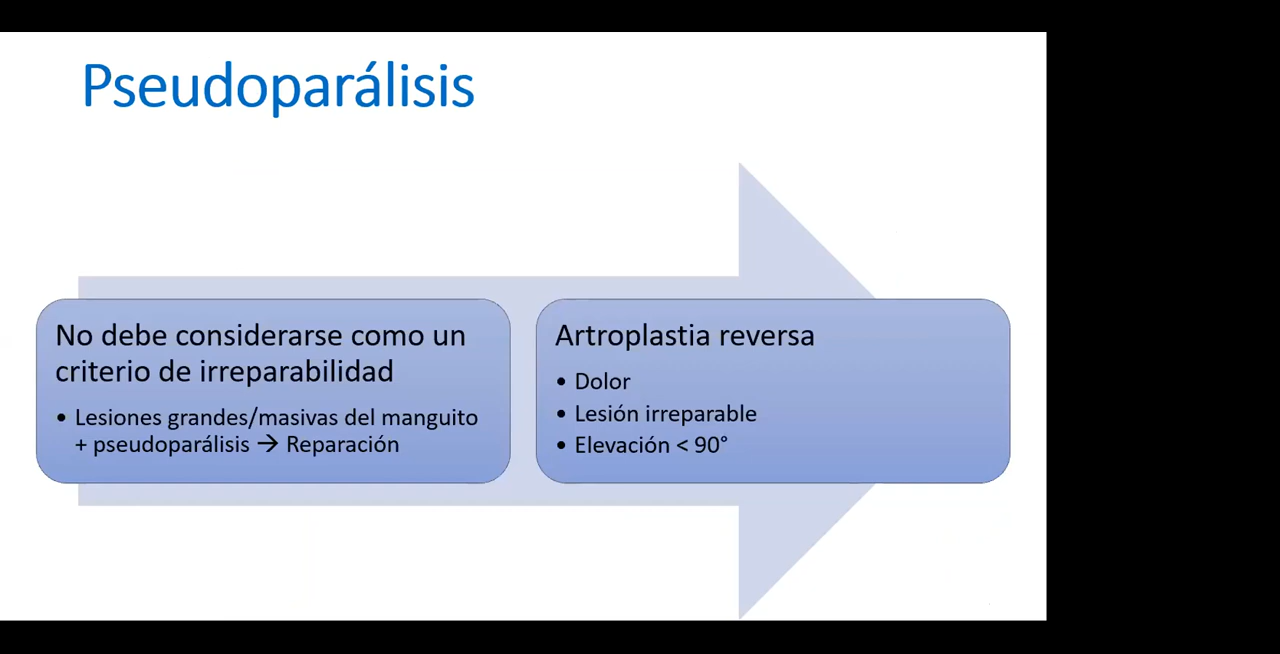 Pseudoparálisis
No debe considerarse como un
criterio de irreparabilidad
• Lesiones grandes/masivas del manguito
+ pseudoparálisis → Reparación
Artroplastia reversa
• Dolor
• Lesión irreparable
• Elevación < 90°